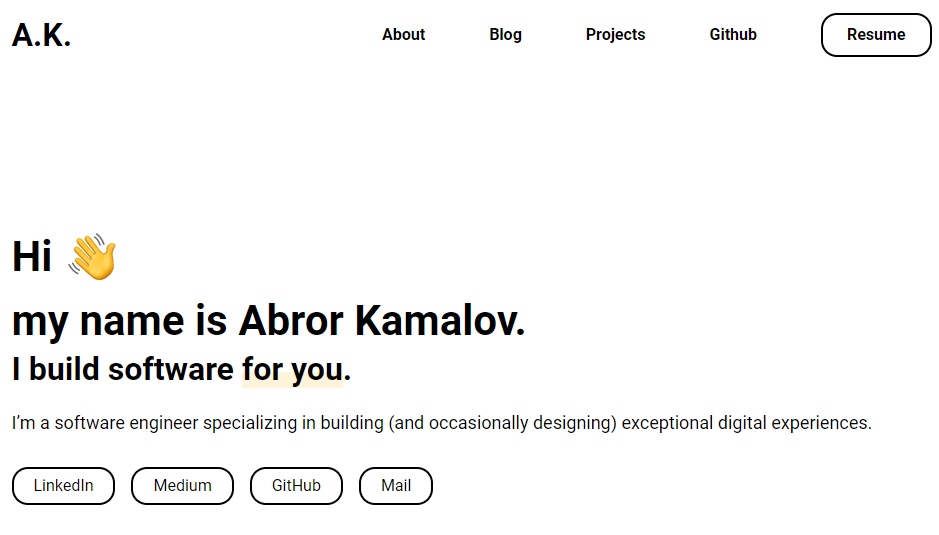 A.K.
About Blog Projects Github Resume
Hi 👋
my name is Abror Kamalov.
I build software for you.
I’m a software engineer specializing in building (and occasionally designing) exceptional digital experiences.
LinkedIn Medium GitHub Mail